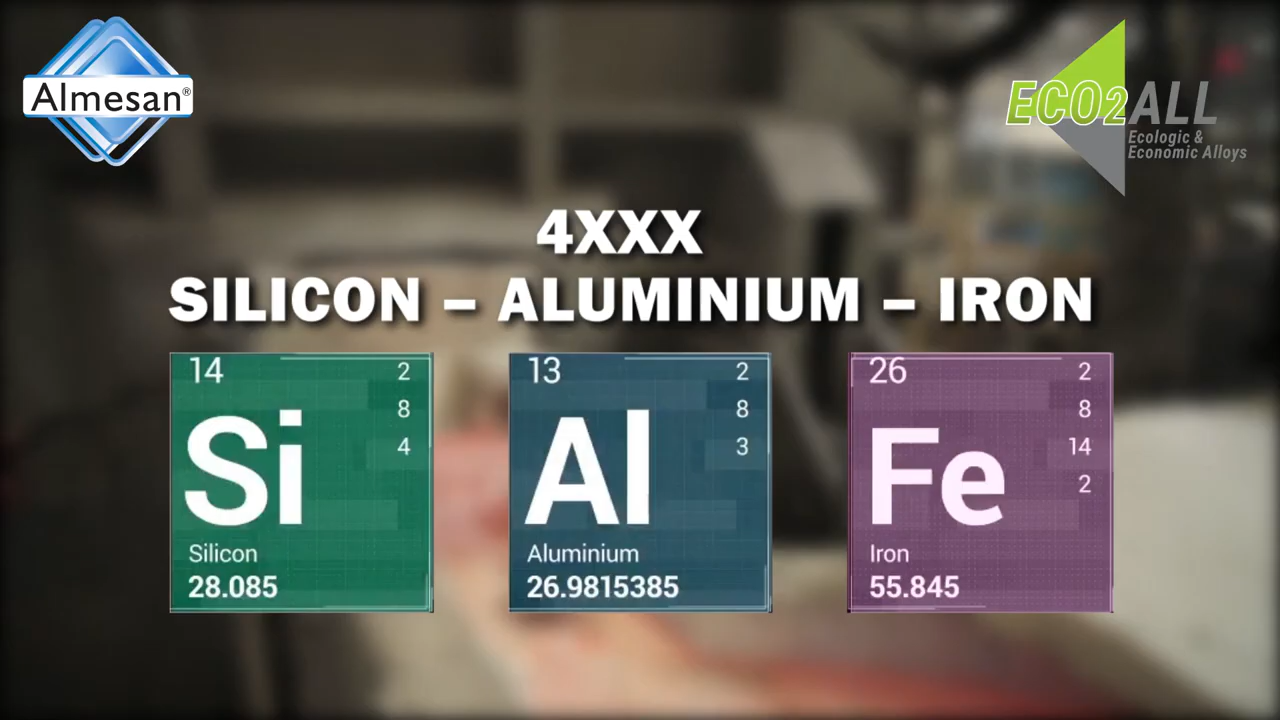 Almesan®
ECO2ALL
Ecologic &
Economic Alloys
4XXX
SILICON – ALUMINIUM – IRON
14
2
8
4
Si
Silicon
28.085
13
2
8
3
Al
Aluminium
26.9815385
26
2
8
14
2
Fe
Iron
55.845